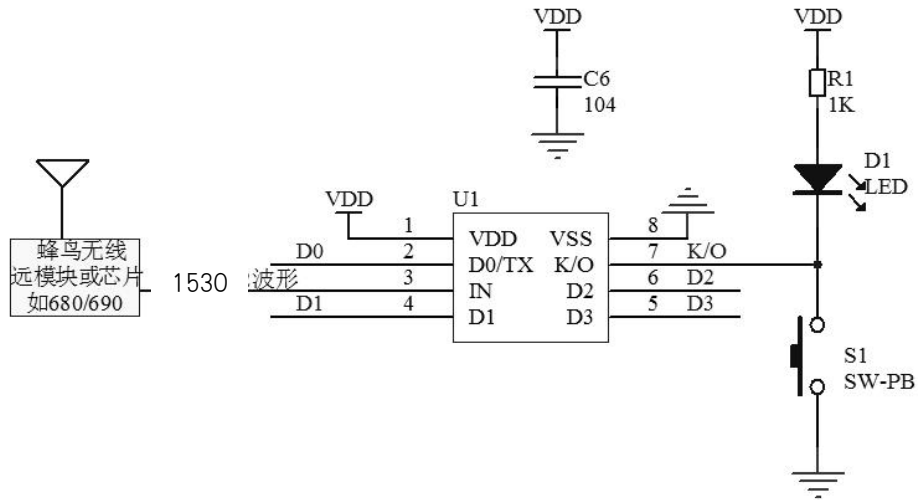 VDD
C6
104
VDD
R1
1K
D1
LED
蜂鸟无线
远模块或芯片
如680/690
1530
波形
VDD
U1
1
VDD
VSS
8
D0
2
D0/TX
K/O
7
K/O
3
IN
D2
6
D2
D1
4
D1
D3
5
D3
S1
SW-PB